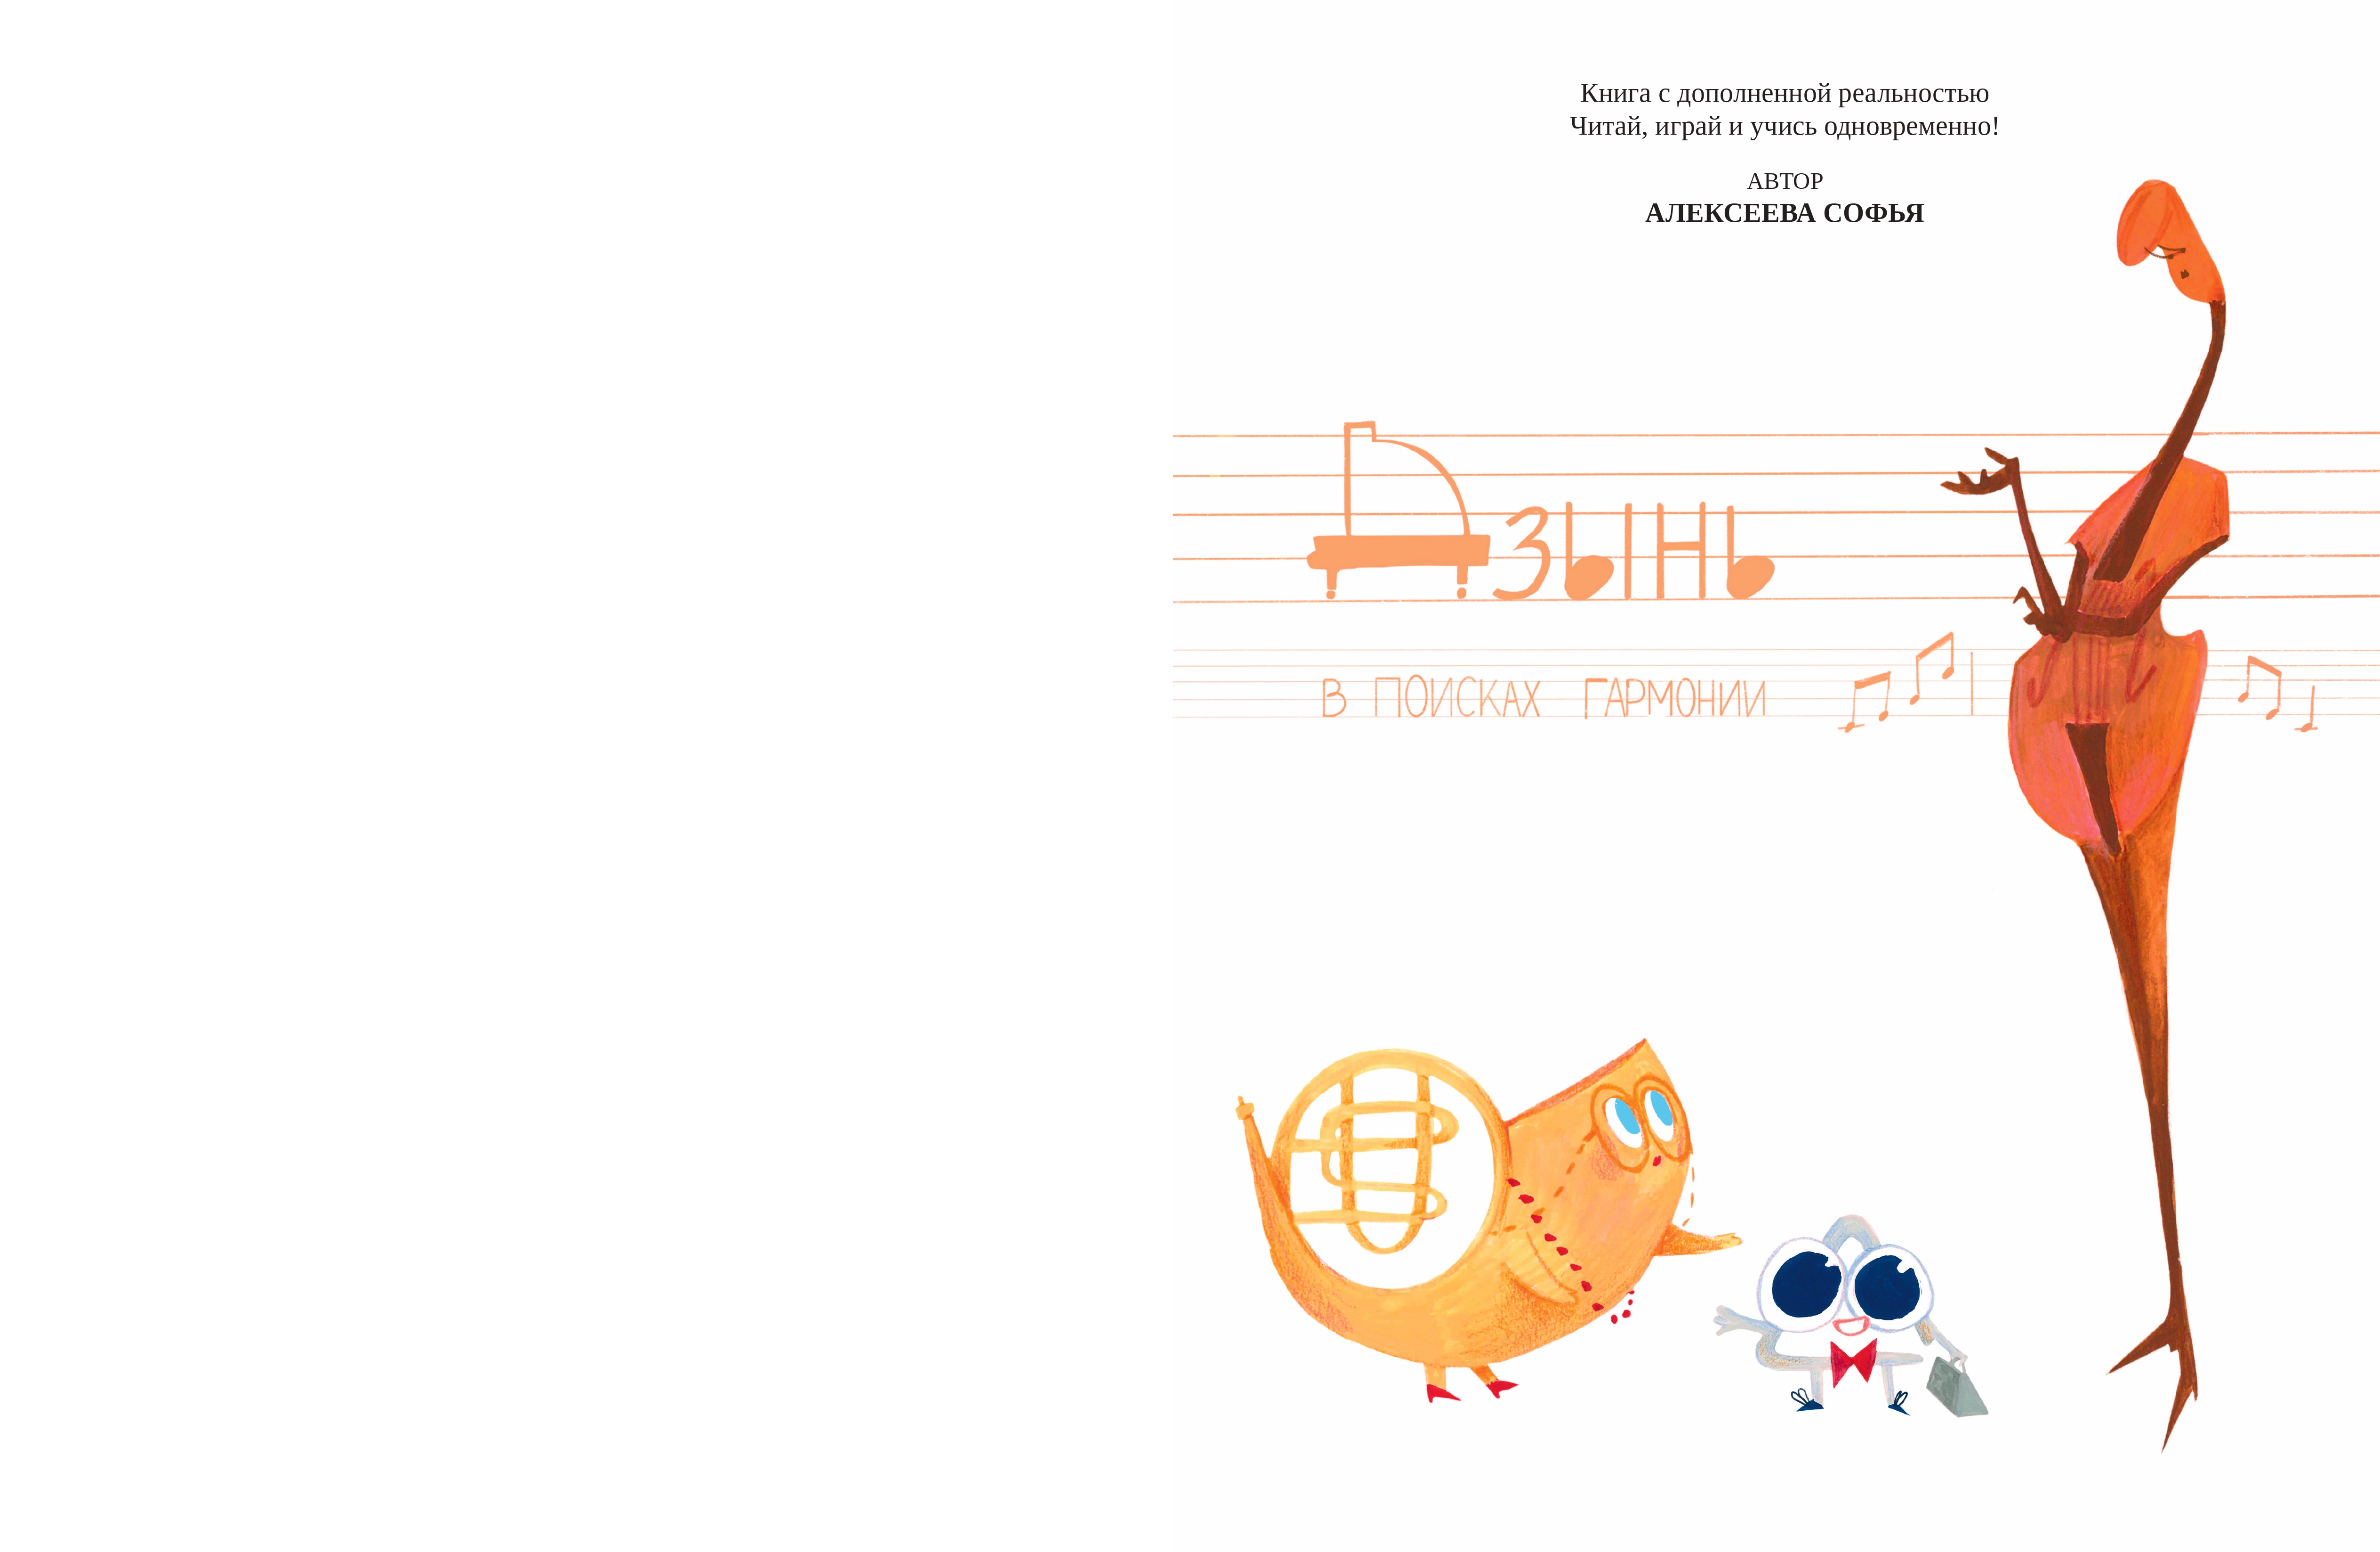 Книга с дополненной реальностью
Читай, играй и учись одновременно!
АВТОР
АЛЕКСЕЕВА СОФЬЯ
ДЗЫНЬ
В ПОИСКАХ ГАРМОНИИ